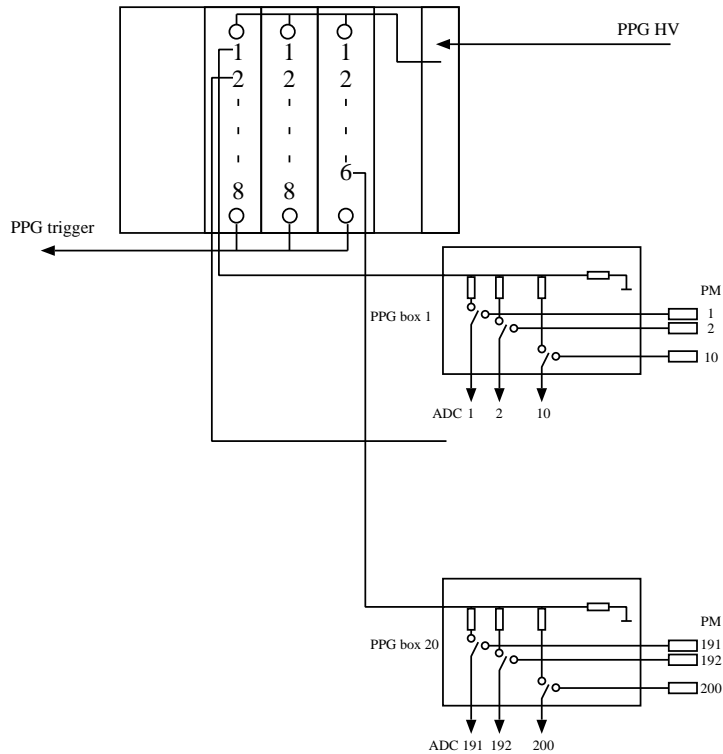 PPG HV
1 1 1
2 2 2
6
8 8
PPG trigger
PM
PPG box 1
1
2
10
ADC 1 2 10
PM
PPG box 20
191
192
200
ADC 191 192 200